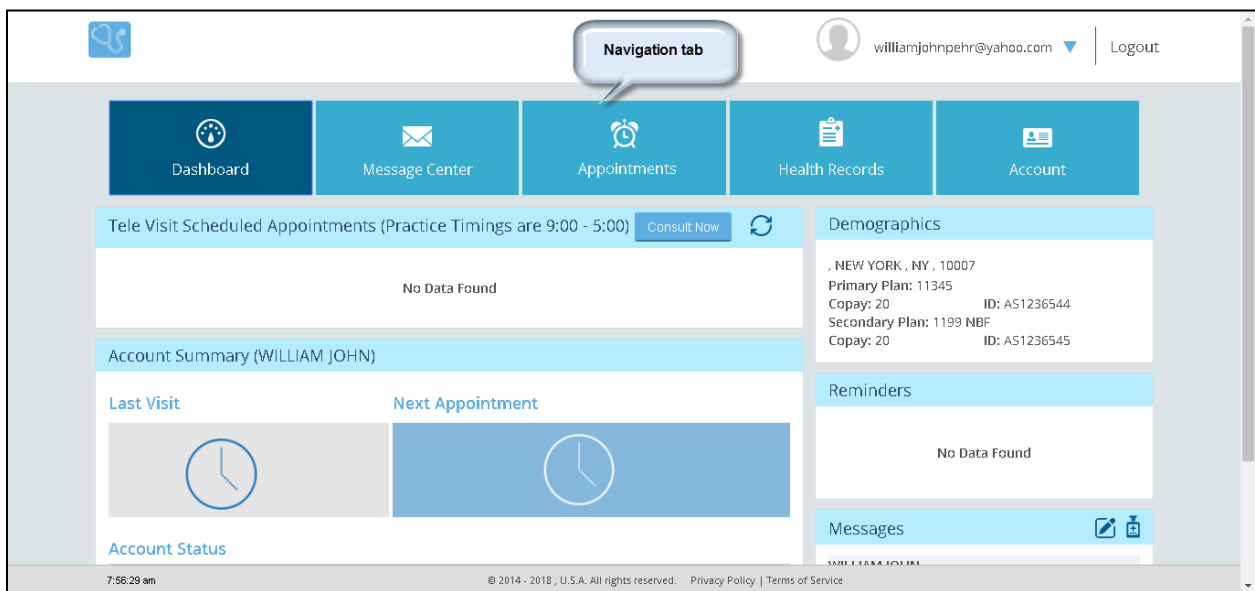 Navigation tab
williamjohnpehr@yahoo.com
Logout
Dashboard
Message Center
Appointments
Health Records
Account
Tele Visit Scheduled Appointments (Practice Timings are 9:00 - 5:00)
Consult Now
No Data Found
Account Summary (WILLIAM JOHN)
Last Visit
Next Appointment
Account Status
Demographics
, NEW YORK , NY , 10007
Primary Plan: 11345
Copay: 20 ID: AS1236544
Secondary Plan: 1199 NBF
Copay: 20 ID: AS1236545
Reminders
No Data Found
Messages
WILLIAM JOHN
7:56:29 am
© 2014 - 2018 , U.S.A. All rights reserved. Privacy Policy | Terms of Service